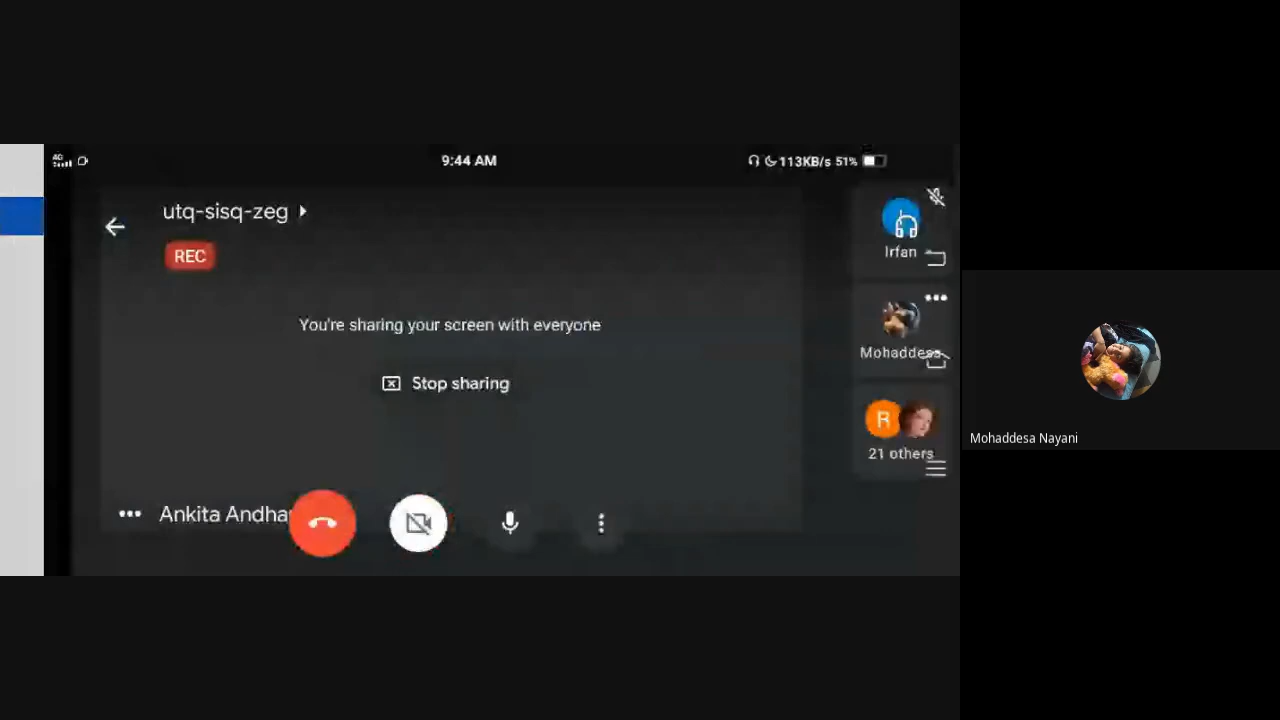 4G
9:44 AM
113KB/s 51%
utq-sisq-zeg
REC
You're sharing your screen with everyone
Stop sharing
Irfan
Mohaddesa
R
21 others
Ankita Andha
Mohaddesa Nayani